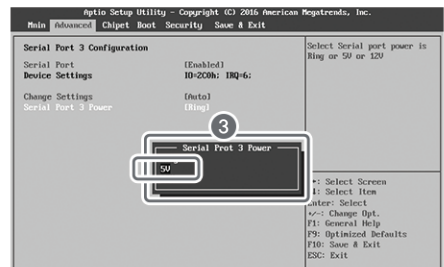 Aptio Setup Utility - Copyright (C) 2016 American Megatrends, Inc.
Main Advanced Chipet Boot Security Save & Exit
Serial Port 3 Configuration
Serial Port [Enabled]
Device Settings IO=2C0h; IRQ=6;
Change Settings [Auto]
Serial Port 3 Power [Ring]
Select Serial port power is
Ring or 5V or 12V
3
Serial Prot 3 Power
5V
: Select Screen
: Select Item
Enter: Select
+/-: Change Opt.
F1: General Help
F9: Optimized Defaults
F10: Save & Exit
ESC: Exit